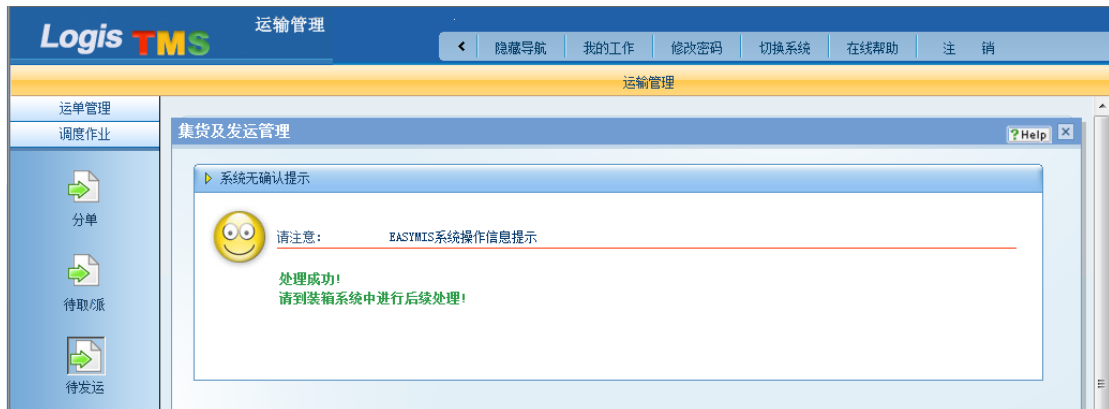 Logis TMS
运输管理
隐藏导航 我的工作 修改密码 切换系统 在线帮助 注 销
运输管理
运单管理
调度作业
分单
待取/派
待发运
集货及发运管理
?Help
系统无确认提示
请注意: EASYMIS系统操作信息提示
处理成功!
请到装箱系统中进行后续处理!